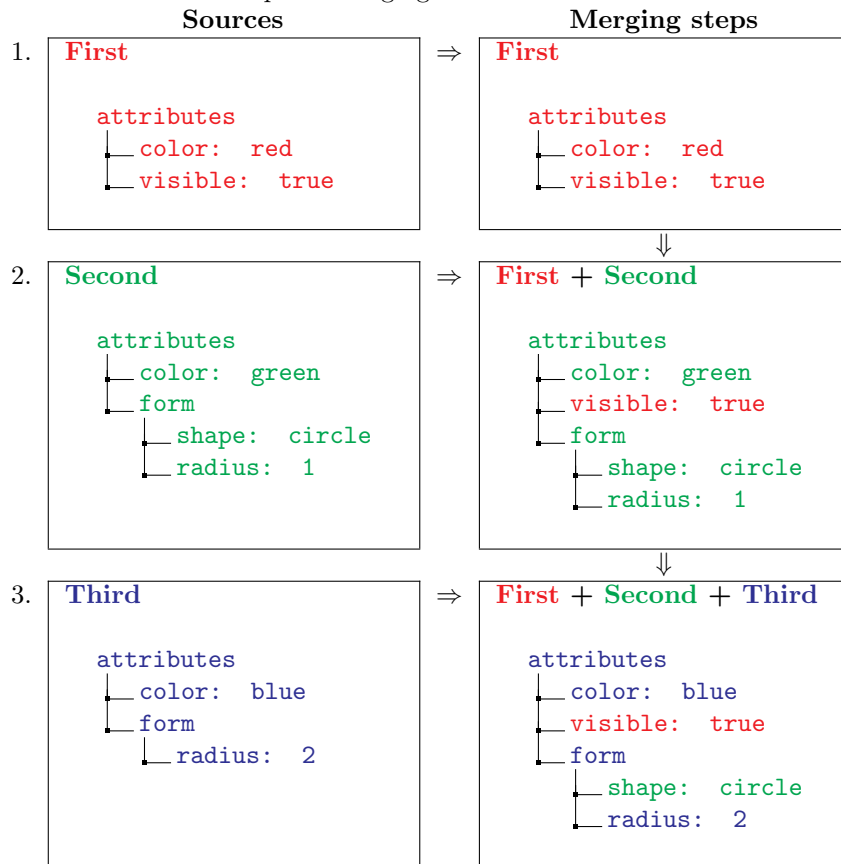 Sources Merging steps
1. First ⇒ First
attributes attributes
color: red color: red
visible: true visible: true
⇓
2. Second ⇒ First + Second
attributes attributes
color: green color: green
form visible: true
shape: circle form
radius: 1 shape: circle
radius: 1
⇓
3. Third ⇒ First + Second + Third
attributes attributes
color: blue color: blue
form visible: true
radius: 2 form
shape: circle
radius: 2